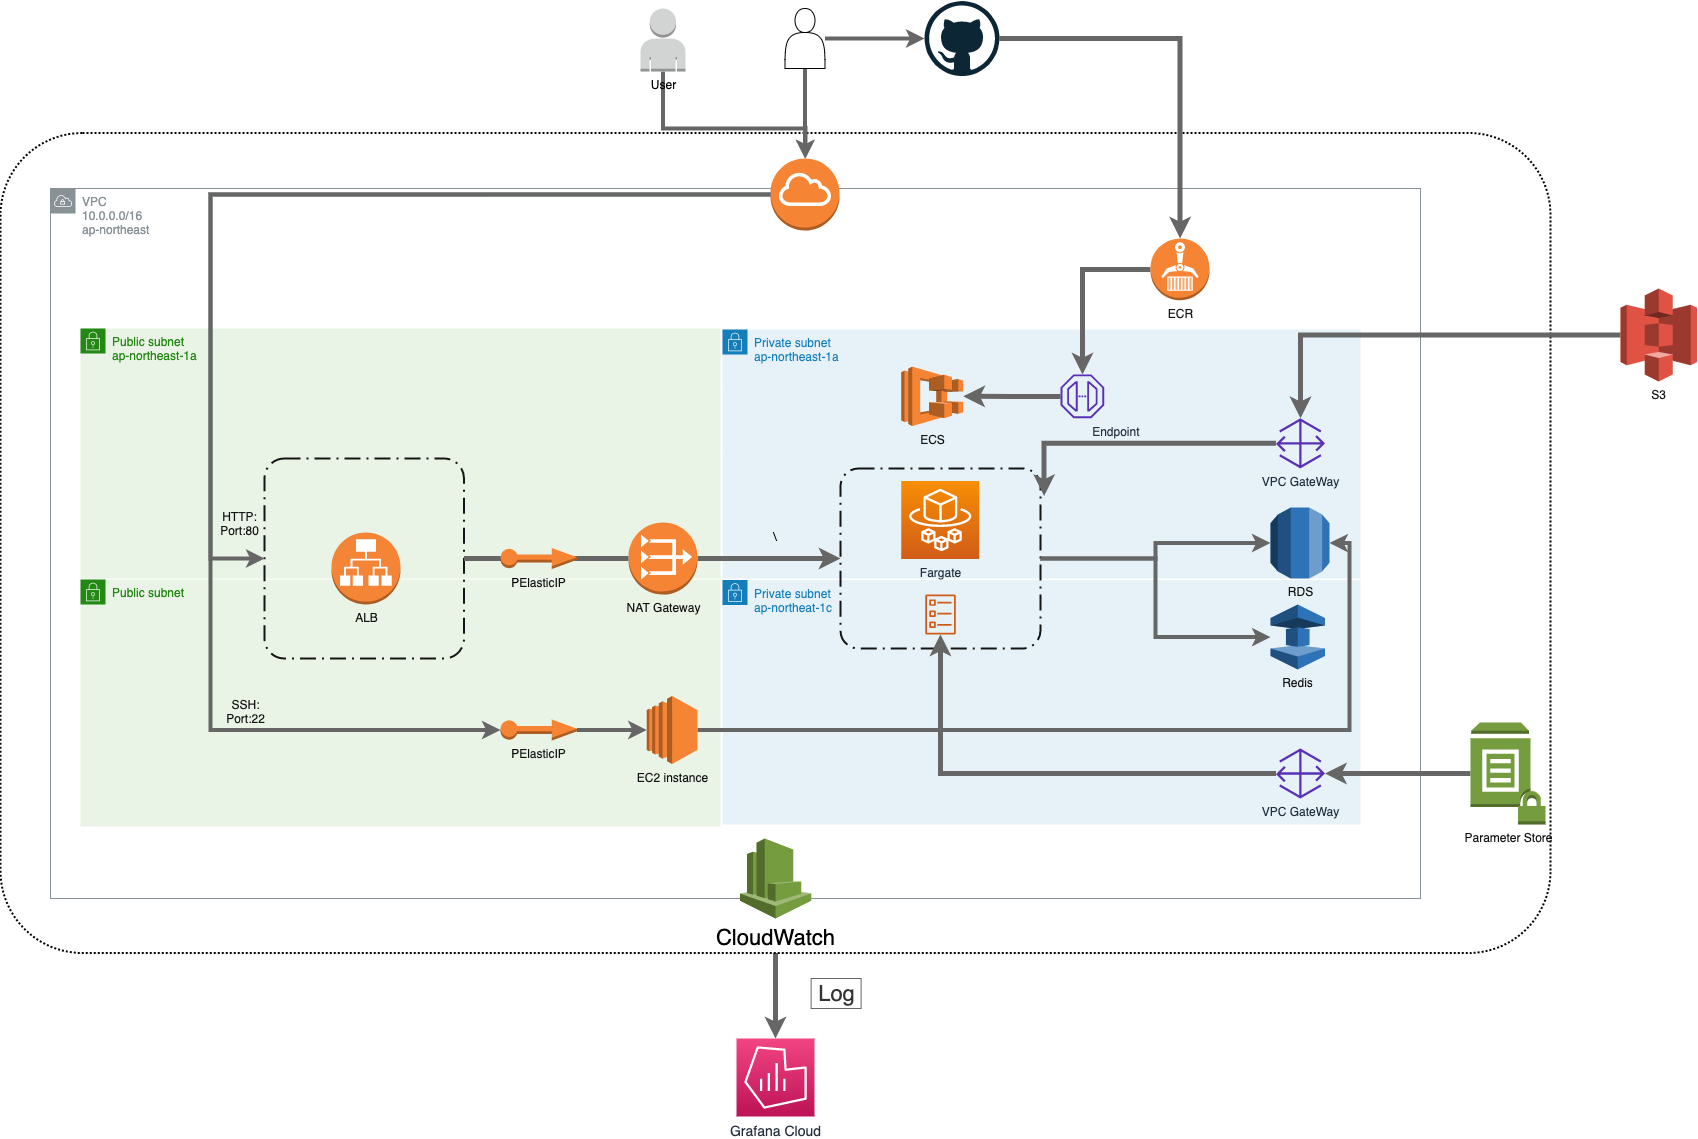 User
VPC
10.0.0.0/16
ap-northeast
ECR
Public subnet
ap-northeast-1a
Private subnet
ap-northeast-1a
S3
Endpoint
ECS
VPC GateWay
HTTP:
Port:80
\
PElasticIP
Fargate
NAT Gateway
RDS
Public subnet
Private subnet
ap-northeat-1c
ALB
Redis
SSH:
Port:22
PElasticIP
EC2 instance
VPC GateWay
Parameter Store
CloudWatch
Log
Grafana Cloud